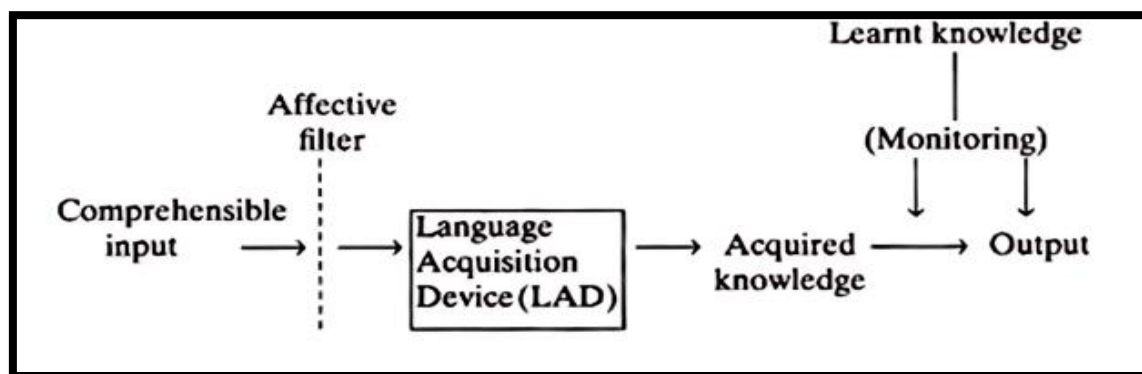 Learnt knowledge
Affective
filter
(Monitoring)
Comprehensible
input
Language
Acquisition
Device (LAD)
Acquired
knowledge
Output